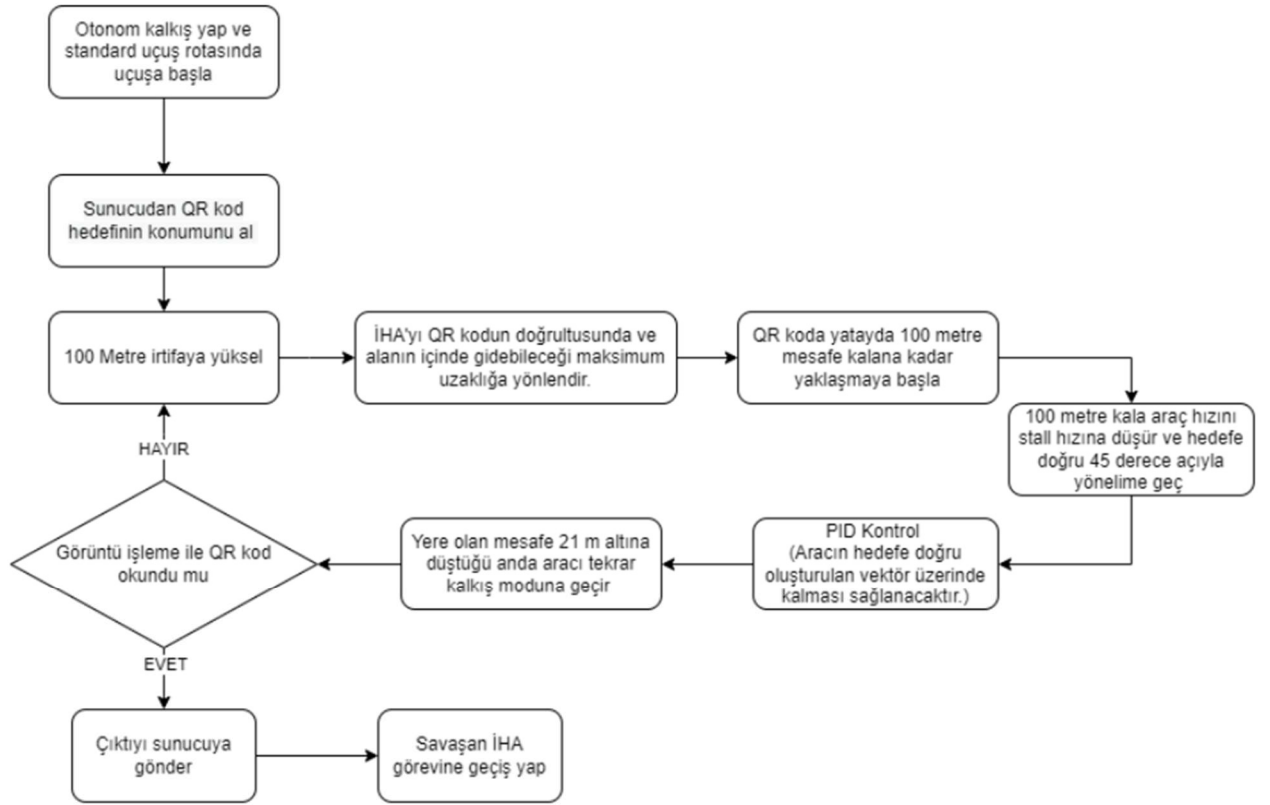 Otonom kalkış yap ve
standard uçuş rotasında
uçuşa başla
Sunucudan QR kod
hedefinin konumunu al
100 Metre irtifaya yüksel
İHA'yı QR kodun doğrultusunda ve
alanın içinde gidebileceği maksimum
uzaklığa yönlendir.
QR koda yatayda 100 metre
mesafe kalana kadar
yaklaşmaya başla
100 metre kala araç hızını
stall hızına düşür ve hedefe
doğru 45 derece açıyla
yönelime geç
PID Kontrol
(Aracın hedefe doğru
oluşturulan vektör üzerinde
kalması sağlanacaktır.)
Yere olan mesafe 21 m altına
düştüğü anda aracı tekrar
kalkış moduna geçir
Görüntü işleme ile QR kod
okundu mu
HAYIR
EVET
Çıktıyı sunucuya
gönder
Savaşan İHA
görevine geçiş yap